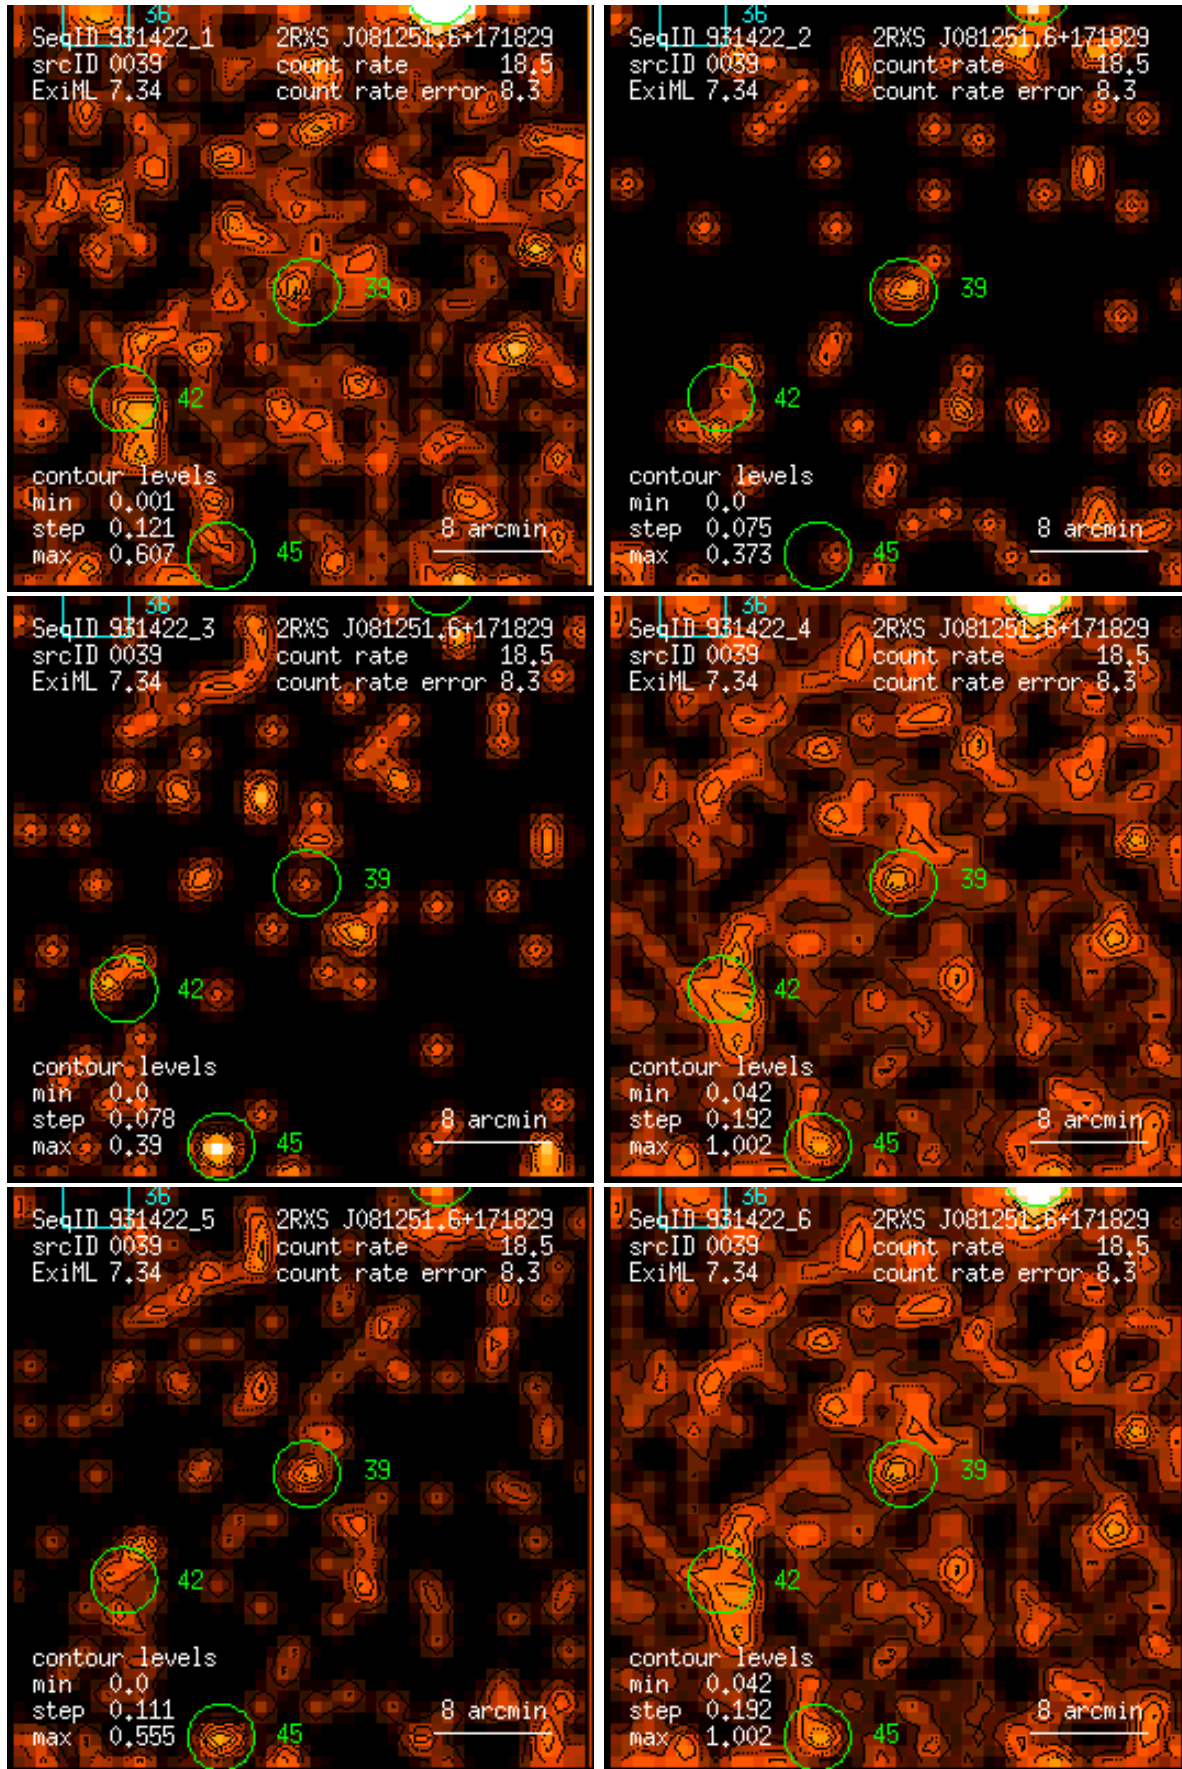 36
SeqID 931422_1 2RXS J081251.6+171829
srcID 0039 count rate 18.5
ExiML 7.34 count rate error 8.3
39
42
contour levels
min 0.001
step 0.121 8 arcmin
max 0.607 45
36
SeqID 931422_2 2RXS J081251.6+171829
srcID 0039 count rate 18.5
ExiML 7.34 count rate error 8.3
39
42
contour levels
min 0.0
step 0.075 8 arcmin
max 0.373 45
36
SeqID 931422_3 2RXS J081251.6+171829
srcID 0039 count rate 18.5
ExiML 7.34 count rate error 8.3
39
42
contour levels
min 0.0
step 0.078 8 arcmin
max 0.39 45
36
SeqID 931422_4 2RXS J081251.6+171829
srcID 0039 count rate 18.5
ExiML 7.34 count rate error 8.3
39
42
contour levels
min 0.042
step 0.192 8 arcmin
max 1.002 45
36
SeqID 931422_5 2RXS J081251.6+171829
srcID 0039 count rate 18.5
ExiML 7.34 count rate error 8.3
39
42
contour levels
min 0.0
step 0.111 8 arcmin
max 0.555 45
36
SeqID 931422_6 2RXS J081251.6+171829
srcID 0039 count rate 18.5
ExiML 7.34 count rate error 8.3
39
42
contour levels
min 0.042
step 0.192 8 arcmin
max 1.002 45